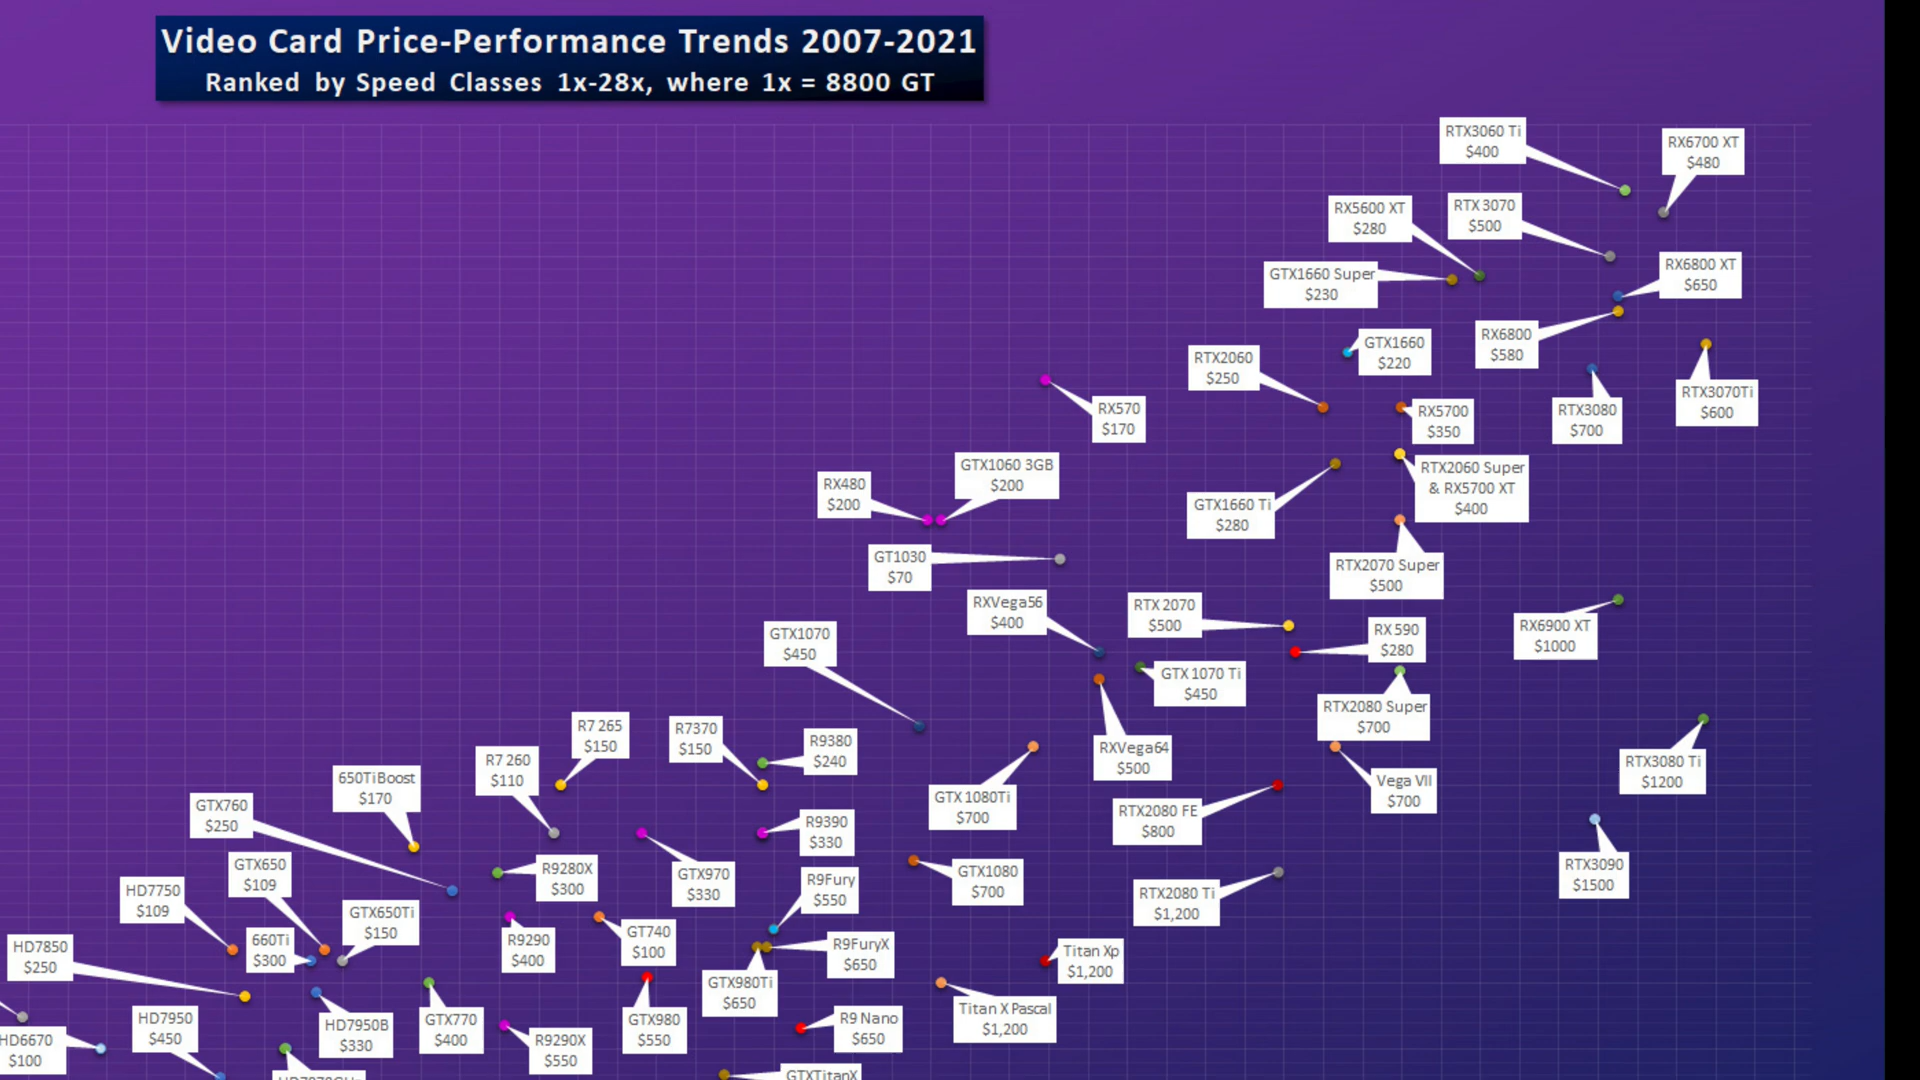 Video Card Price-Performance Trends 2007-2021
Ranked by Speed Classes 1x-28x, where 1x = 8800 GT
RTX3060 Ti
$400
RX6700 XT
$480
RX5600 XT
$280
RTX 3070
$500
GTX1660 Super
$230
RX6800 XT
$650
RX6800
$580
GTX1660
$220
RTX2060
$250
RTX3070Ti
$600
RX570
$170
RX5700
$350
RTX3080
$700
GTX1060 3GB
$200
RX480
$200
RTX2060 Super
& RX5700 XT
$400
GTX1660 Ti
$280
GT1030
$70
RTX2070 Super
$500
RXVega56
$400
RTX 2070
$500
RX6900 XT
$1000
RX 590
$280
GTX1070
$450
GTX 1070 Ti
$450
RTX2080 Super
$700
R7 265
$150
R7370
$150
R9380
$240
RXVega64
$500
RTX3080 Ti
$1200
R7 260
$110
650TiBoost
$170
GTX 1080Ti
$700
Vega VII
$700
GTX760
$250
RTX2080 FE
$800
R9390
$330
GTX650
$109
R9280X
$300
GTX970
$330
R9Fury
$550
GTX1080
$700
RTX3090
$1500
HD7750
$109
RTX2080 Ti
$1,200
GTX650Ti
$150
660Ti
$300
R9290
$400
GT740
$100
R9FuryX
$650
Titan Xp
$1,200
HD7850
$250
GTX980Ti
$650
Titan X Pascal
$1,200
HD7950
$450
HD7950B
$330
GTX770
$400
R9290X
$550
GTX980
$550
R9 Nano
$650
HD6670
$100
GTXTitanX